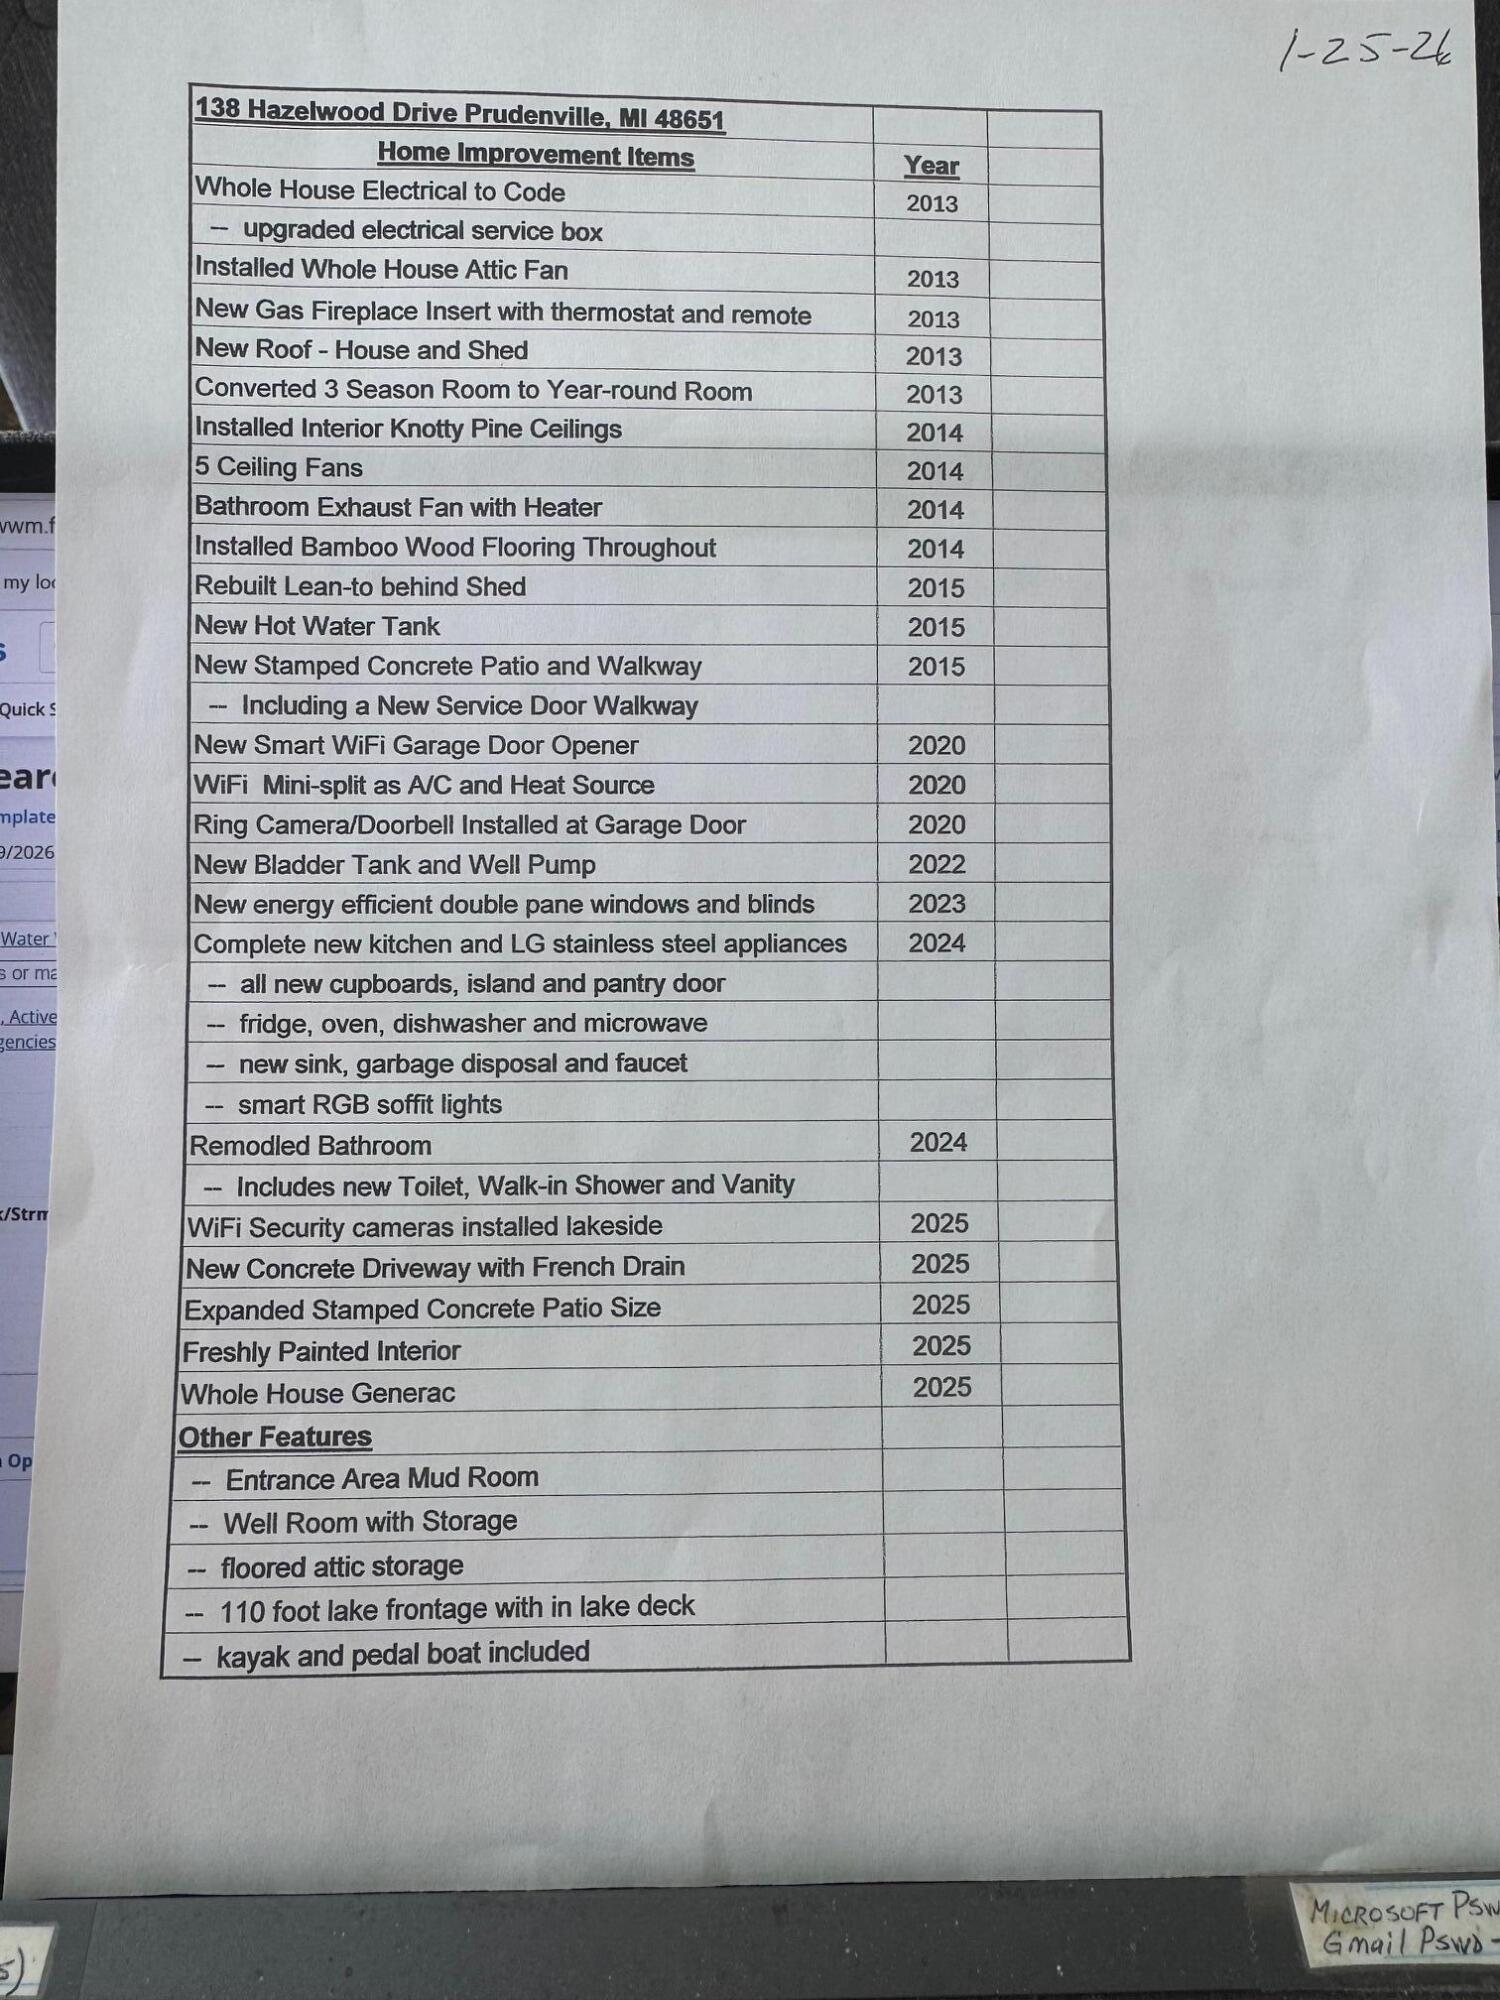 1-25-26
138 Hazelwood Drive Prudenville, MI 48651
Home Improvement Items Year
Whole House Electrical to Code 2013
-- upgraded electrical service box
Installed Whole House Attic Fan 2013
New Gas Fireplace Insert with thermostat and remote 2013
New Roof - House and Shed 2013
Converted 3 Season Room to Year-round Room 2013
Installed Interior Knotty Pine Ceilings 2014
5 Ceiling Fans 2014
Bathroom Exhaust Fan with Heater 2014
Installed Bamboo Wood Flooring Throughout 2014
Rebuilt Lean-to behind Shed 2015
New Hot Water Tank 2015
New Stamped Concrete Patio and Walkway 2015
-- Including a New Service Door Walkway
New Smart WiFi Garage Door Opener 2020
WiFi Mini-split as A/C and Heat Source 2020
Ring Camera/Doorbell Installed at Garage Door 2020
New Bladder Tank and Well Pump 2022
New energy efficient double pane windows and blinds 2023
Complete new kitchen and LG stainless steel appliances 2024
-- all new cupboards, island and pantry door
-- fridge, oven, dishwasher and microwave
-- new sink, garbage disposal and faucet
-- smart RGB soffit lights
Remodled Bathroom 2024
-- Includes new Toilet, Walk-in Shower and Vanity
WiFi Security cameras installed lakeside 2025
New Concrete Driveway with French Drain 2025
Expanded Stamped Concrete Patio Size 2025
Freshly Painted Interior 2025
Whole House Generac 2025
Other Features
-- Entrance Area Mud Room
-- Well Room with Storage
-- floored attic storage
-- 110 foot lake frontage with in lake deck
-- kayak and pedal boat included
my
Quick
9/2026
Water
s or
, Active
Op
MICROSOFT PSW
Gmail PSWD -